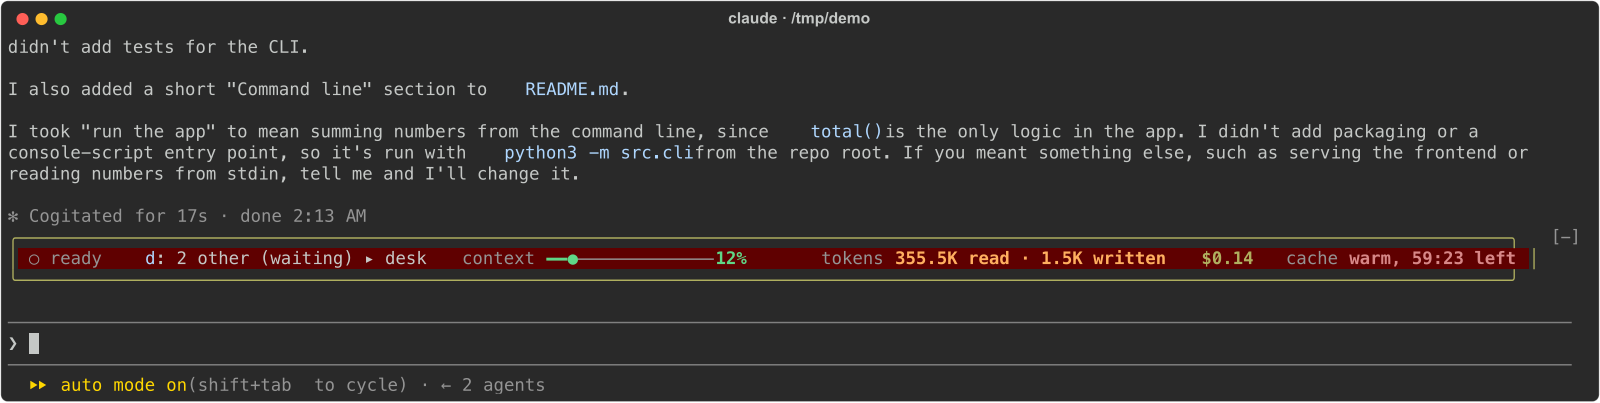 claude · /tmp/demo
didn't add tests for the CLI.
I also added a short "Command line" section to README.md.
I took "run the app" to mean summing numbers from the command line, since total()is the only logic in the app. I didn't add packaging or a
console-script entry point, so it's run with python3 -m src.clifrom the repo root. If you meant something else, such as serving the frontend or
reading numbers from stdin, tell me and I'll change it.
✻ Cogitated for 17s · done 2:13 AM
[−]
○ ready d: 2 other (waiting) ▸ desk context 12% tokens 355.5K read · 1.5K written $0.14 cache warm, 59:23 left
❯
⏵⏵ auto mode on(shift+tab to cycle) · ← 2 agents